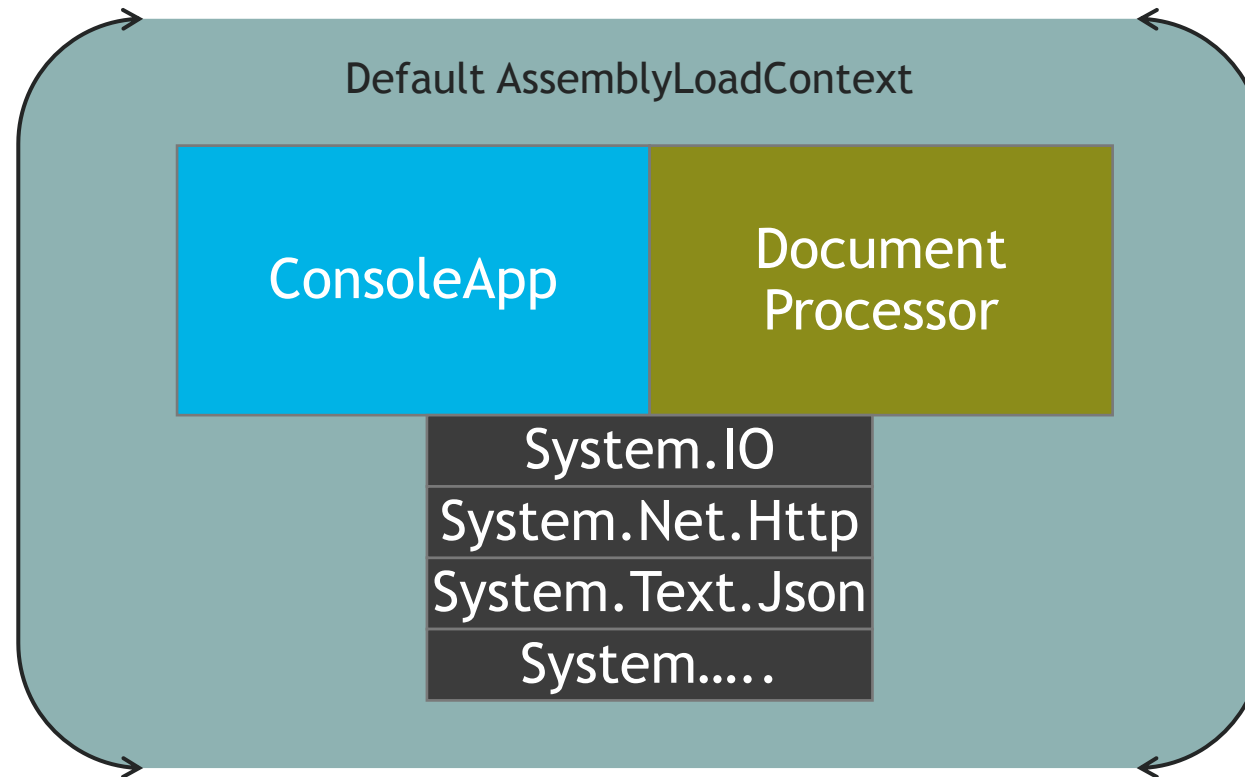 Default AssemblyLoadContext
ConsoleApp
Document
Processor
System.IO
System.Net.Http
System.Text.Json
System…..